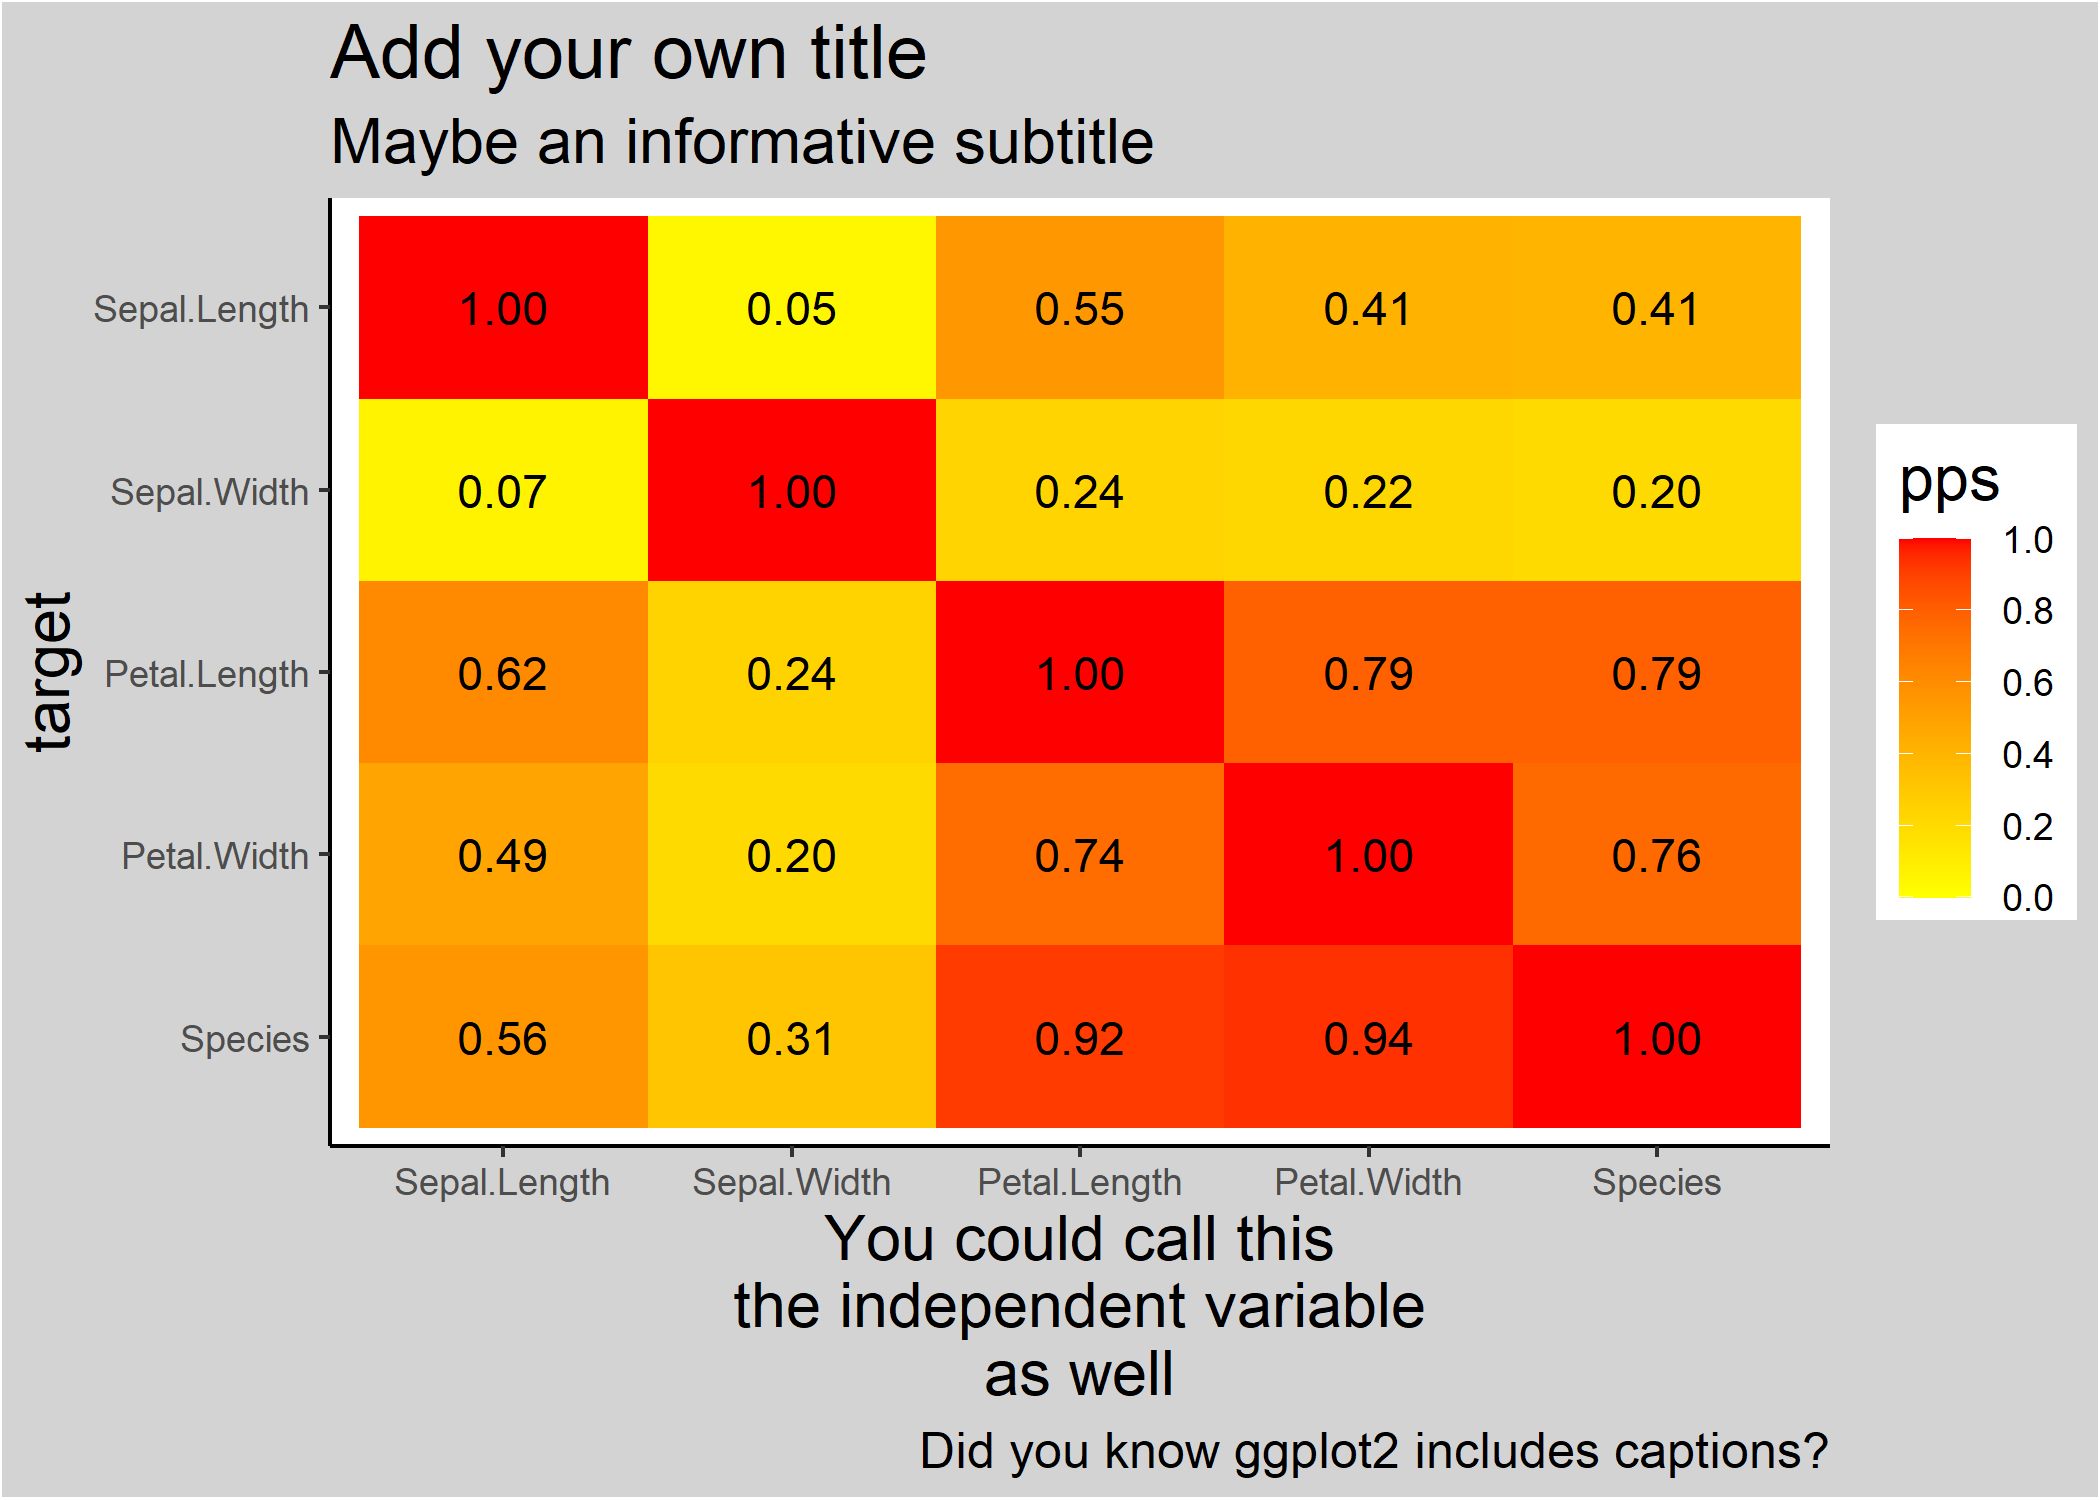 Add your own title
Maybe an informative subtitle
target
Sepal.Length 1.00 0.05 0.55 0.41 0.41
Sepal.Width 0.07 1.00 0.24 0.22 0.20
Petal.Length 0.62 0.24 1.00 0.79 0.79
Petal.Width 0.49 0.20 0.74 1.00 0.76
Species 0.56 0.31 0.92 0.94 1.00
Sepal.Length Sepal.Width Petal.Length Petal.Width Species
You could call this
the independent variable
as well
Did you know ggplot2 includes captions?
pps
1.0
0.8
0.6
0.4
0.2
0.0